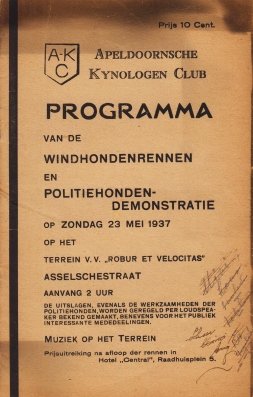 Prijs 10 Cent.
A-K
C
APELDOORNSCHE
KYNOLOGEN CLUB
PROGRAMMA
VAN DE
WINDHONDENRENNEN
EN
POLITIEHONDEN-
DEMONSTRATIE
OP ZONDAG 23 MEI 1937
OP HET
TERREIN V.V. „ROBUR ET VELOCITAS"
ASSELSCHESTRAAT
AANVANG 2 UUR
DE UITSLAGEN, EVENALS DE WERKZAAMHEDEN DER
POLITIEHONDEN, WORDEN GEREGELD PER LOUDSPEA-
KER BEKEND GEMAAKT, BENEVENS VOOR HET PUBLIEK
INTERESSANTE MEDEDEELINGEN.
MUZIEK OP HET TERREIN
Prijsuitreiking na afloop der rennen in
Hotel „Central", Raadhuisplein 5.